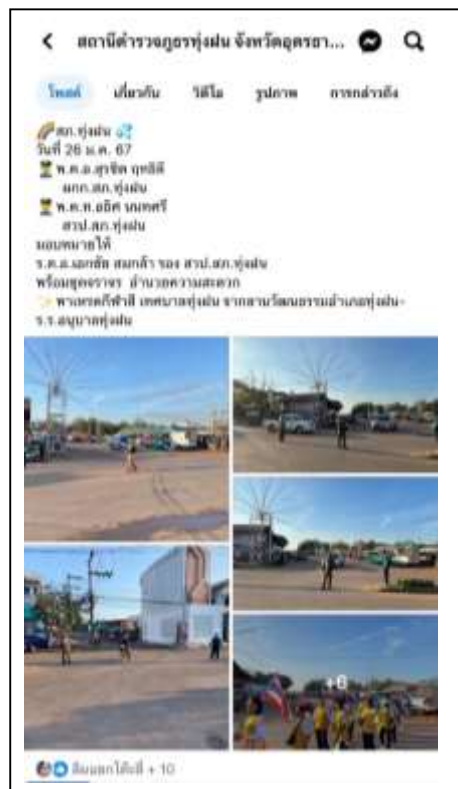 สถานีตำรวจภูธรทุ่งฝน จังหวัดอุดรธา...
โพสต์ เกี่ยวกับ วิดีโอ รูปภาพ การกล่าวถึง
สภ.ทุ่งฝน
วันที่ 26 ม.ค. 67
พ.ต.อ.สุรชิต ฤทธิลี
ผกก.สภ.ทุ่งฝน
พ.ต.ท.อธิศ นนทศรี
สวป.สภ.ทุ่งฝน
มอบหมายให้
ร.ต.อ.เอกชัย สมกล้า รอง สวป.สภ.ทุ่งฝน
พร้อมชุดจราจร อำนวยความสะดวก
พาเหรดกีฬาสี เทศบาลทุ่งฝน จากลานวัฒนธรรมอำเภอทุ่งฝน-
ร.ร.อนุบาลทุ่งฝน
+6
+ 10